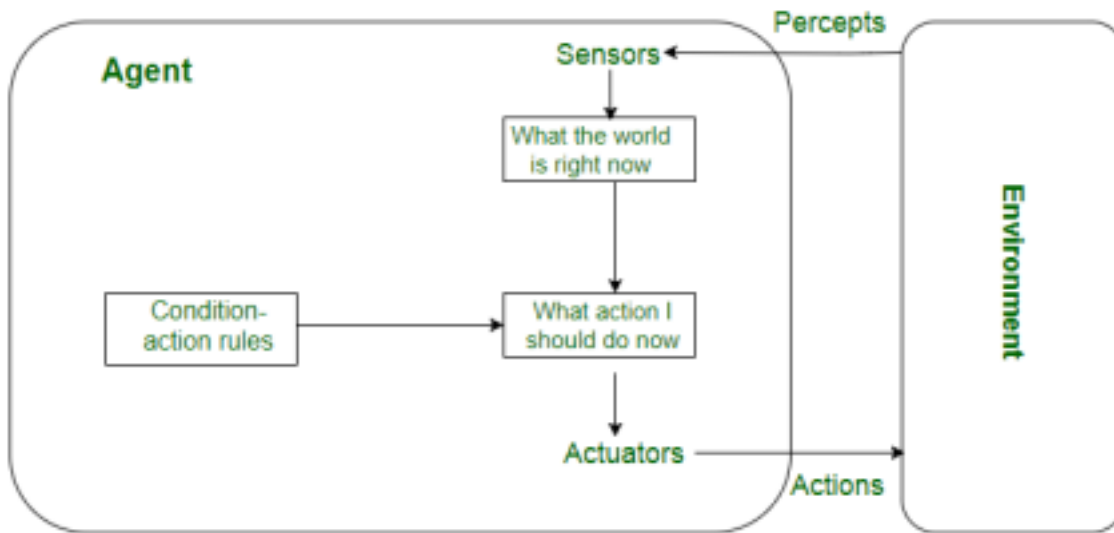 Percepts
Agent
Sensors
What the world
is right now
Environment
Condition-
action rules
What action I
should do now
Actuators
Actions